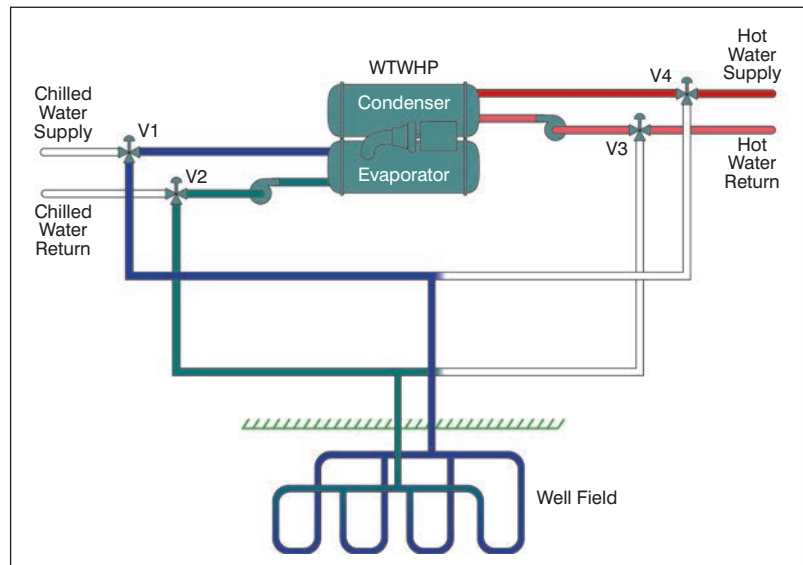 Chilled
Water
Supply
V1
V2
Chilled
Water
Return
WTWHP
Condenser
Evaporator
V4
Hot
Water
Supply
V3
Hot
Water
Return
Well Field